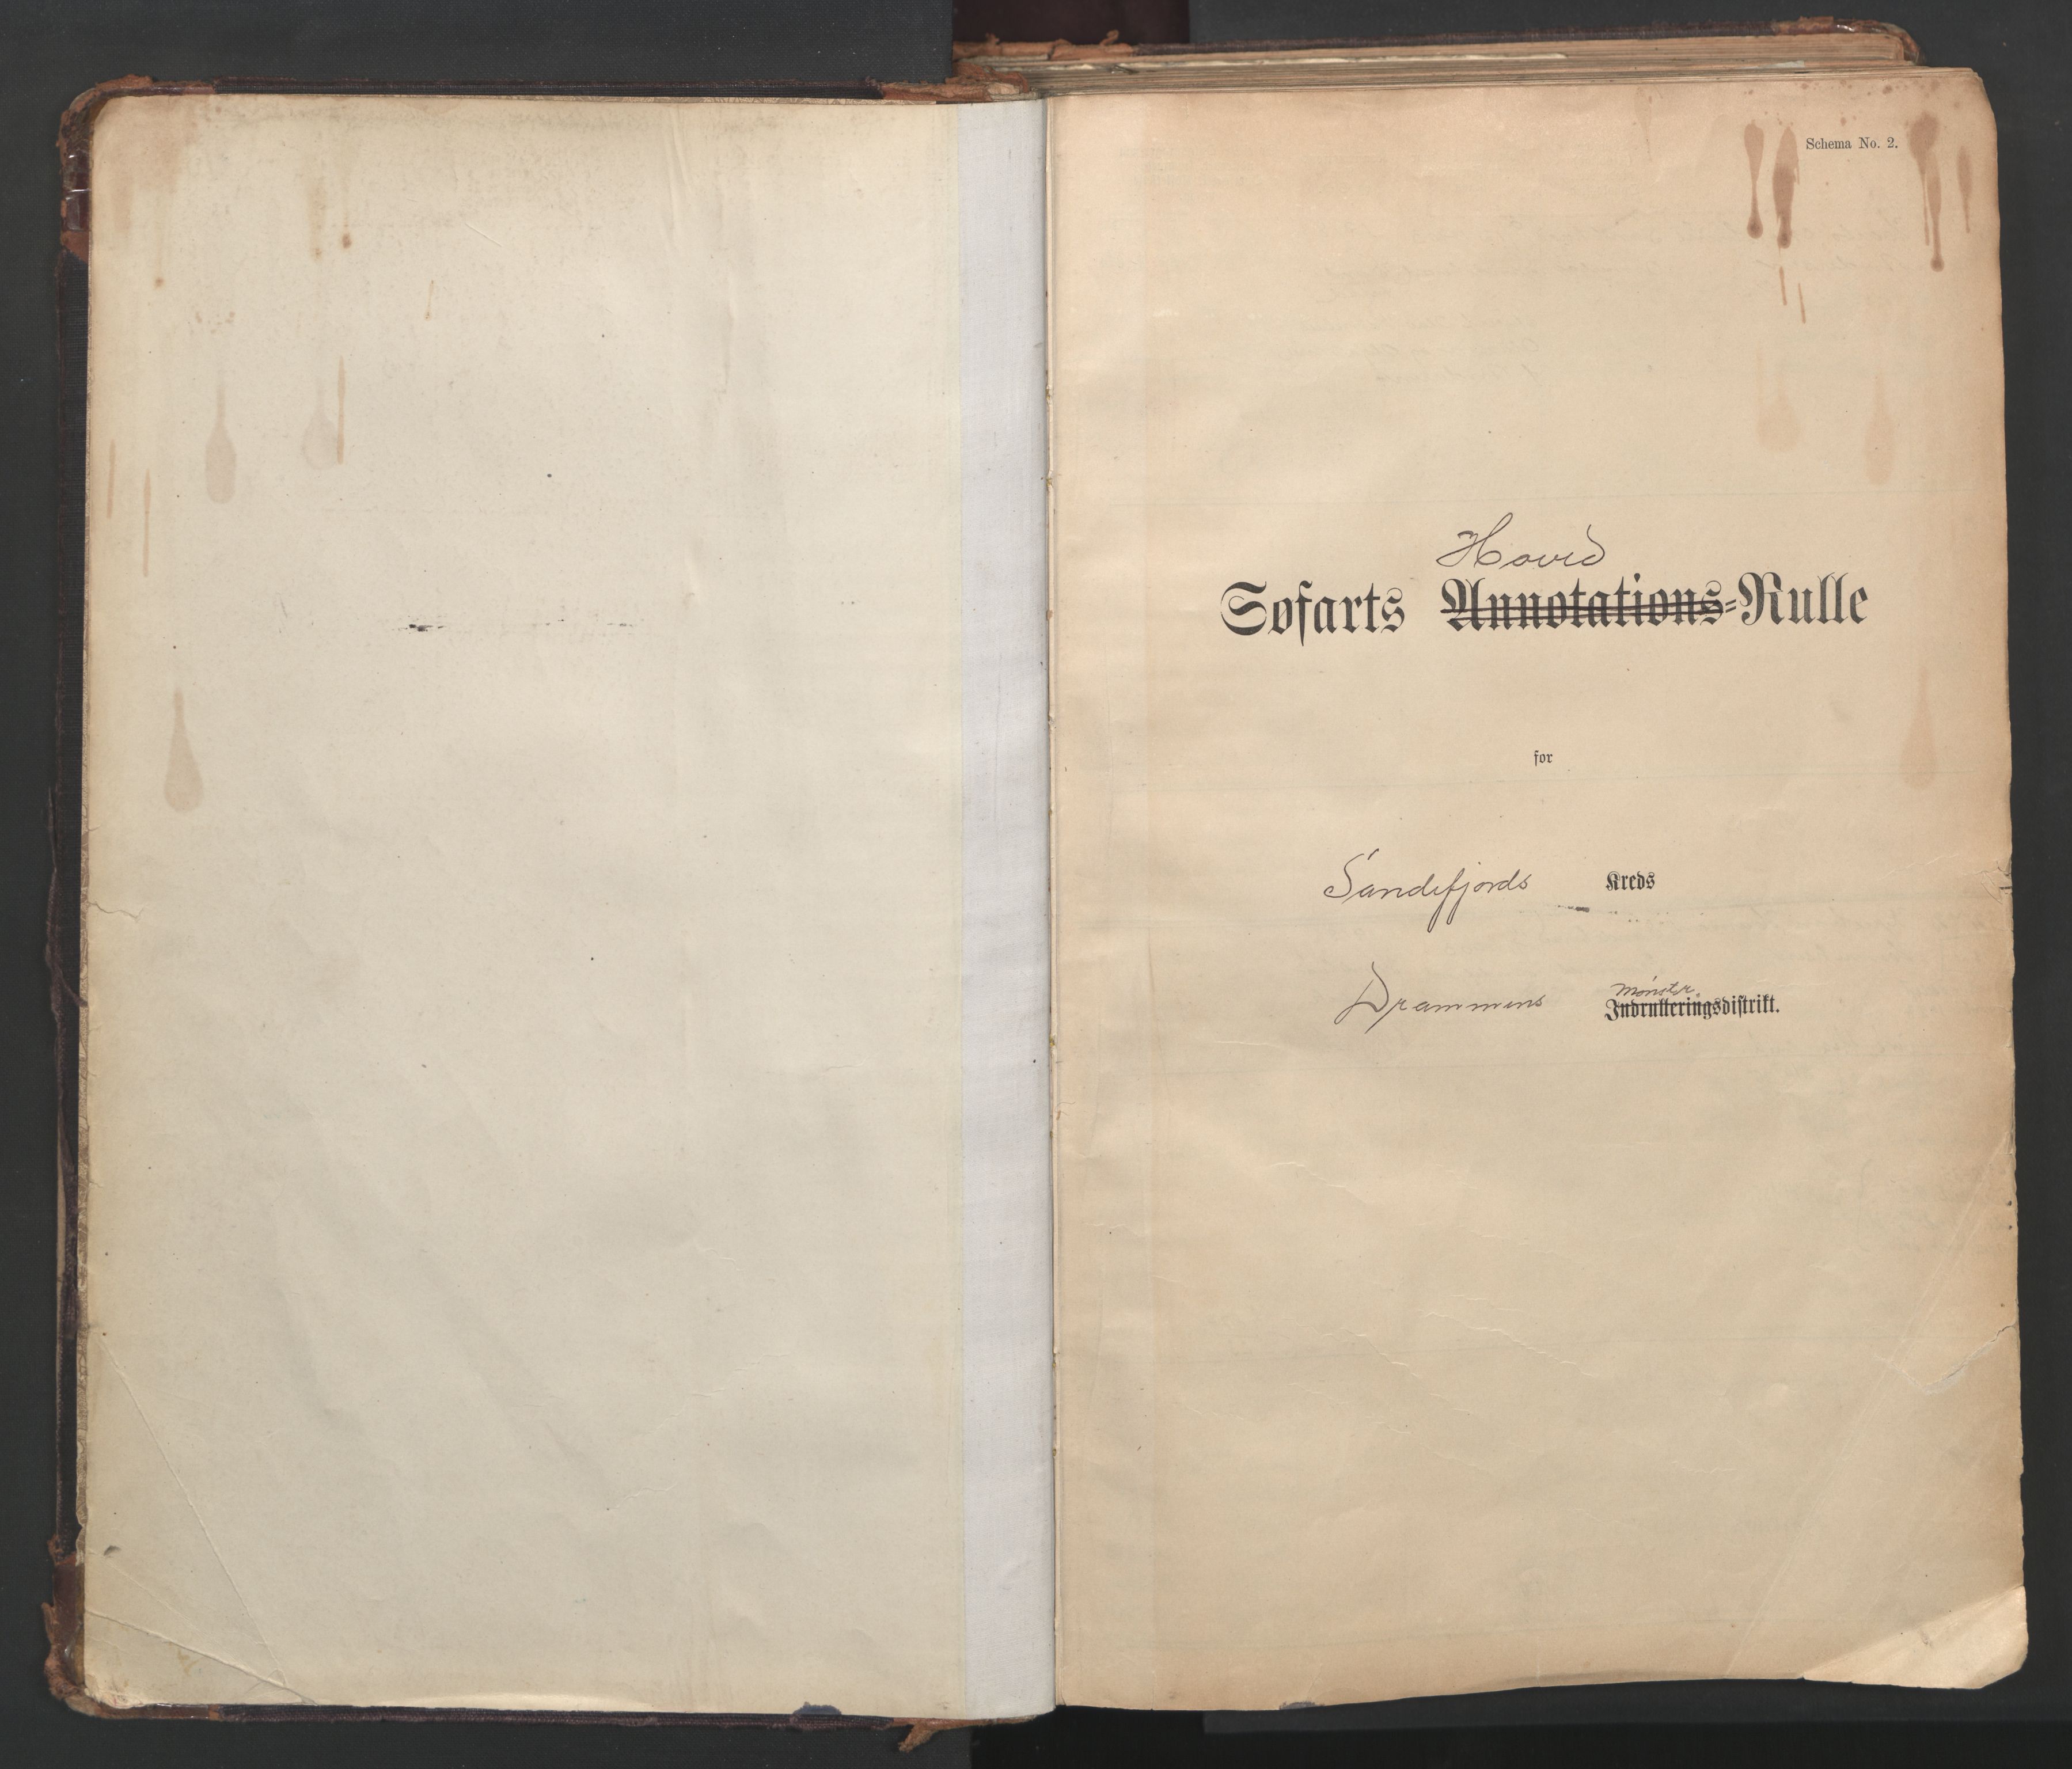 Schema No. 2.
Hoved
Søfarts Annotations-Rulle
for
Sandefjords Kreds
Drammens Mønstr.
Indrulleringsdistrikt.